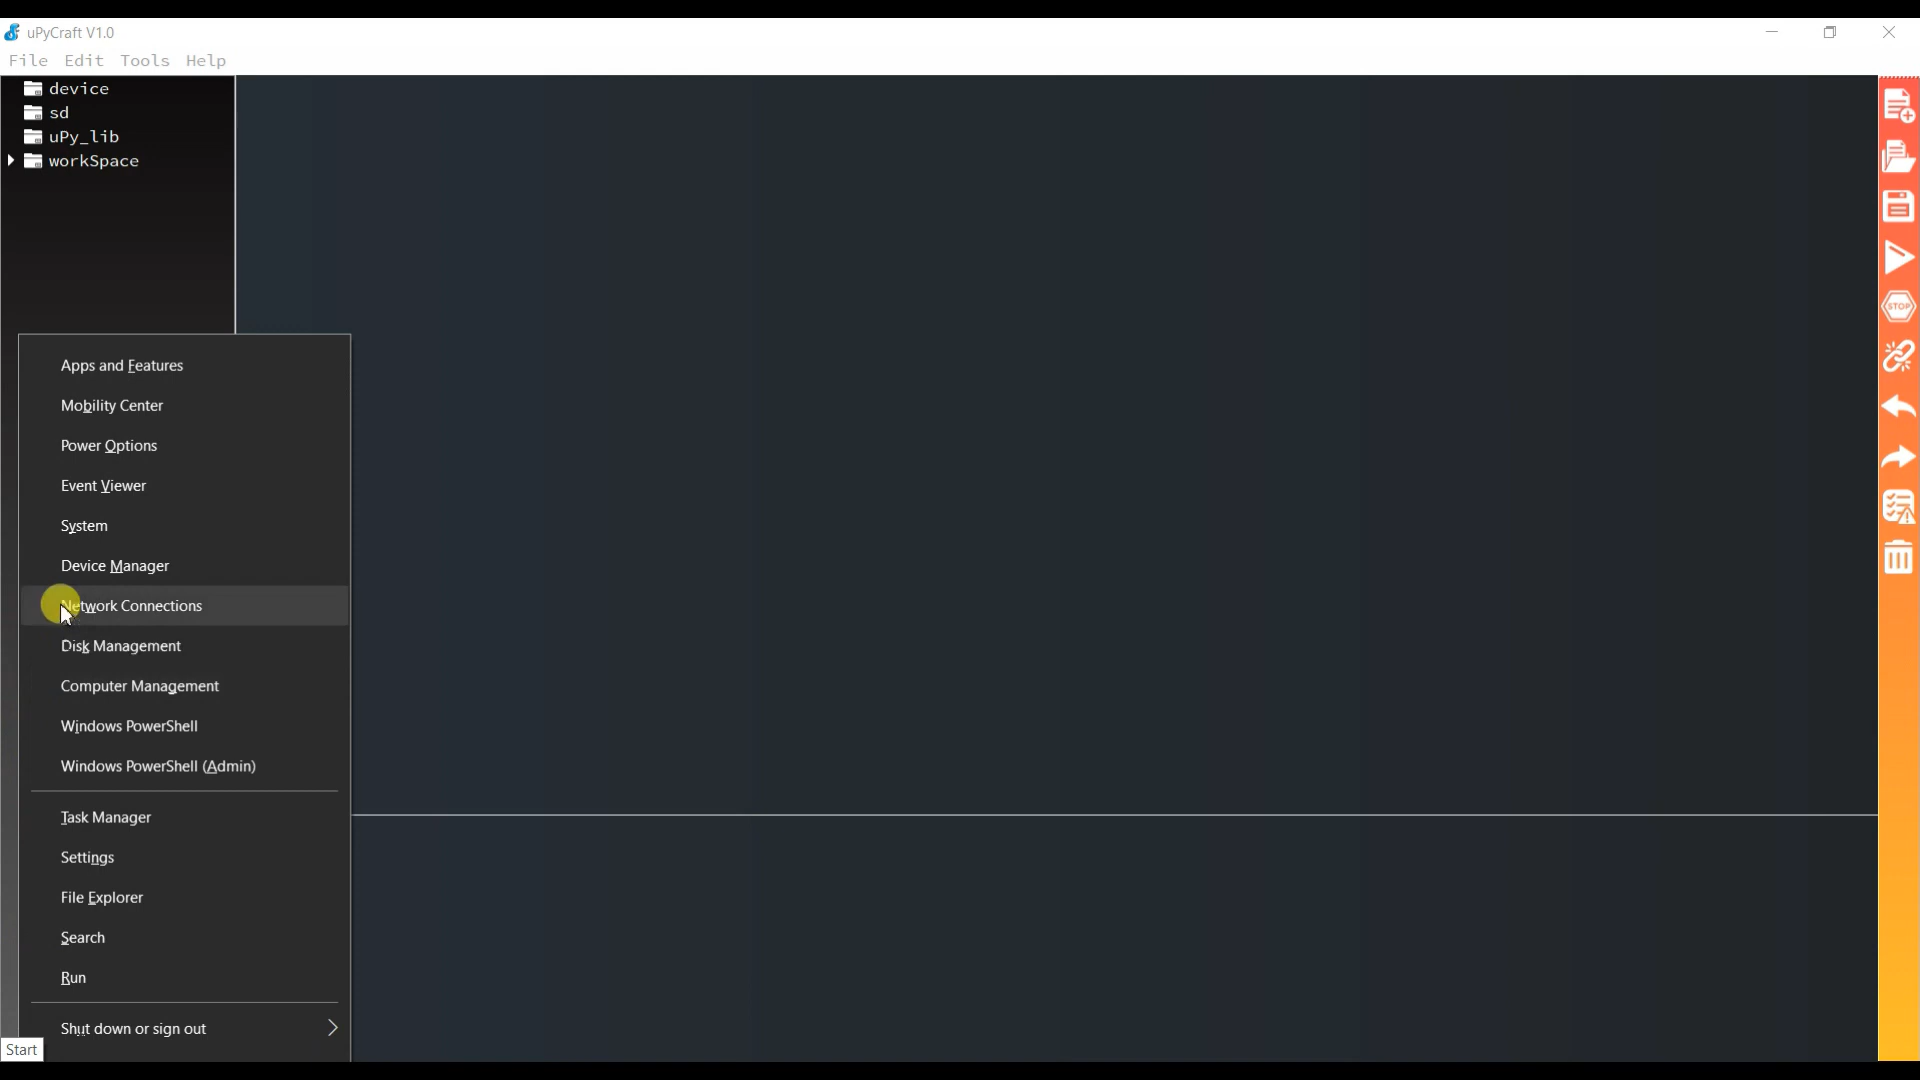 uPyCraft V1.0
File Edit Tools Help
device
sd
uPy_lib
workSpace
STOP
Apps and Features
Mobility Center
Power Options
Event Viewer
System
Device Manager
Network Connections
Disk Management
Computer Management
Windows PowerShell
Windows PowerShell (Admin)
Task Manager
Settings
File Explorer
Search
Run
Shut down or sign out
Start